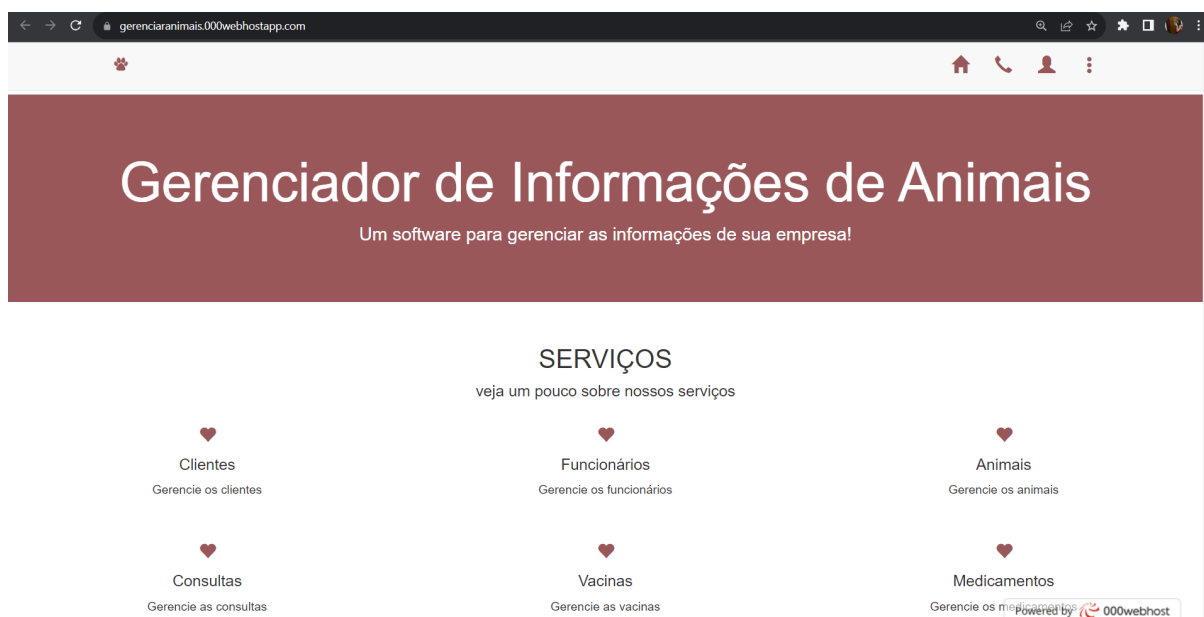 gerenciaranimais.000webhostapp.com
Gerenciador de Informações de Animais
Um software para gerenciar as informações de sua empresa!
SERVIÇOS
veja um pouco sobre nossos serviços
Clientes
Gerencie os clientes
Funcionários
Gerencie os funcionários
Animais
Gerencie os animais
Consultas
Gerencie as consultas
Vacinas
Gerencie as vacinas
Medicamentos
Gerencie os medicamentos
Powered by 000webhost